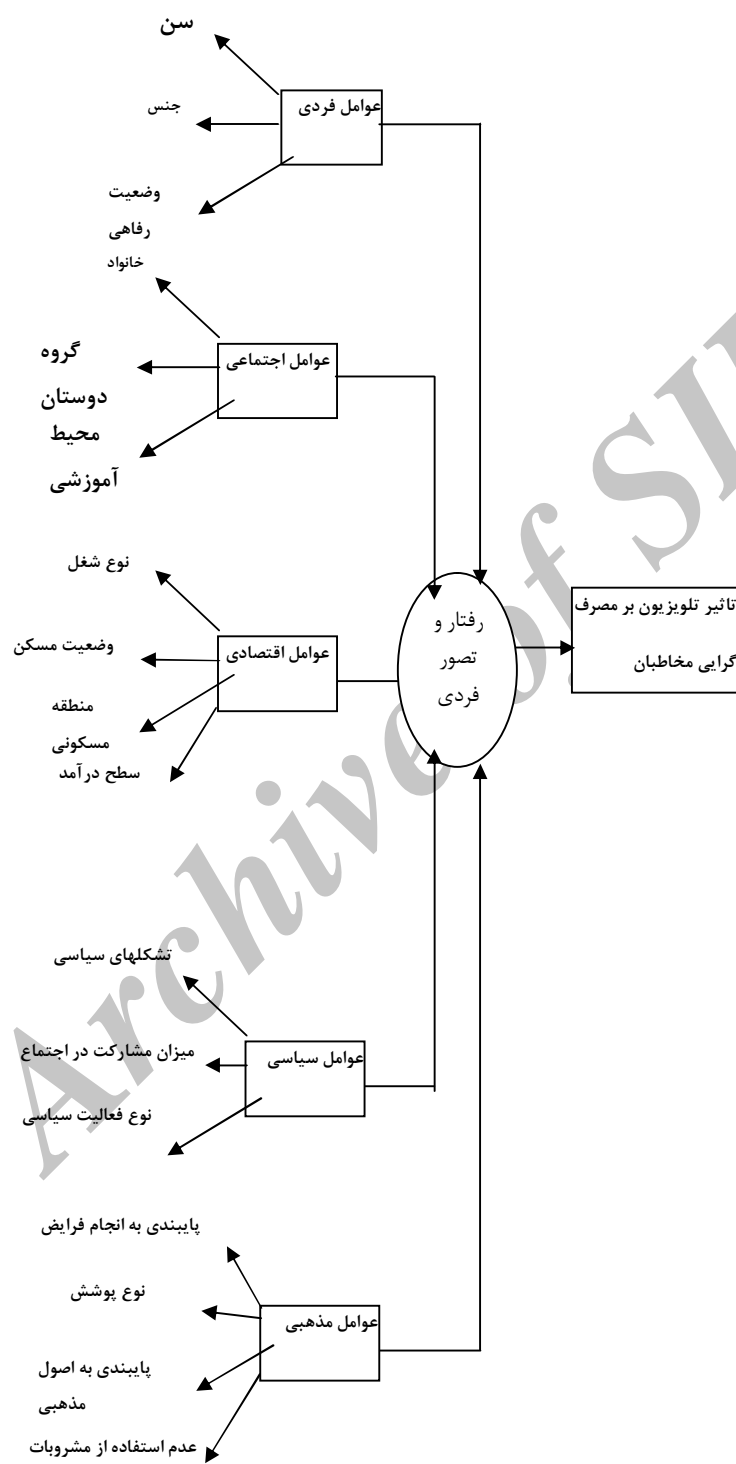 سن
عوامل فردی
جنس
وضعیت
رفاهی
خانواد
عوامل اجتماعی
گروه
دوستان
محیط
آموزشی
نوع شغل
عوامل اقتصادی
وضعیت مسکن
منطقه
مسکونی
سطح درآمد
رفتار و
تصور
فردی
تاثیر تلویزیون بر مصرف
گرایی مخاطبان
تشکلهای سیاسی
عوامل سیاسی
میزان مشارکت در اجتماع
نوع فعالیت سیاسی
پایبندی به انجام فرایض
نوع پوشش
عوامل مذهبی
پایبندی به اصول
مذهبی
عدم استفاده از مشروبات
Archive of SI